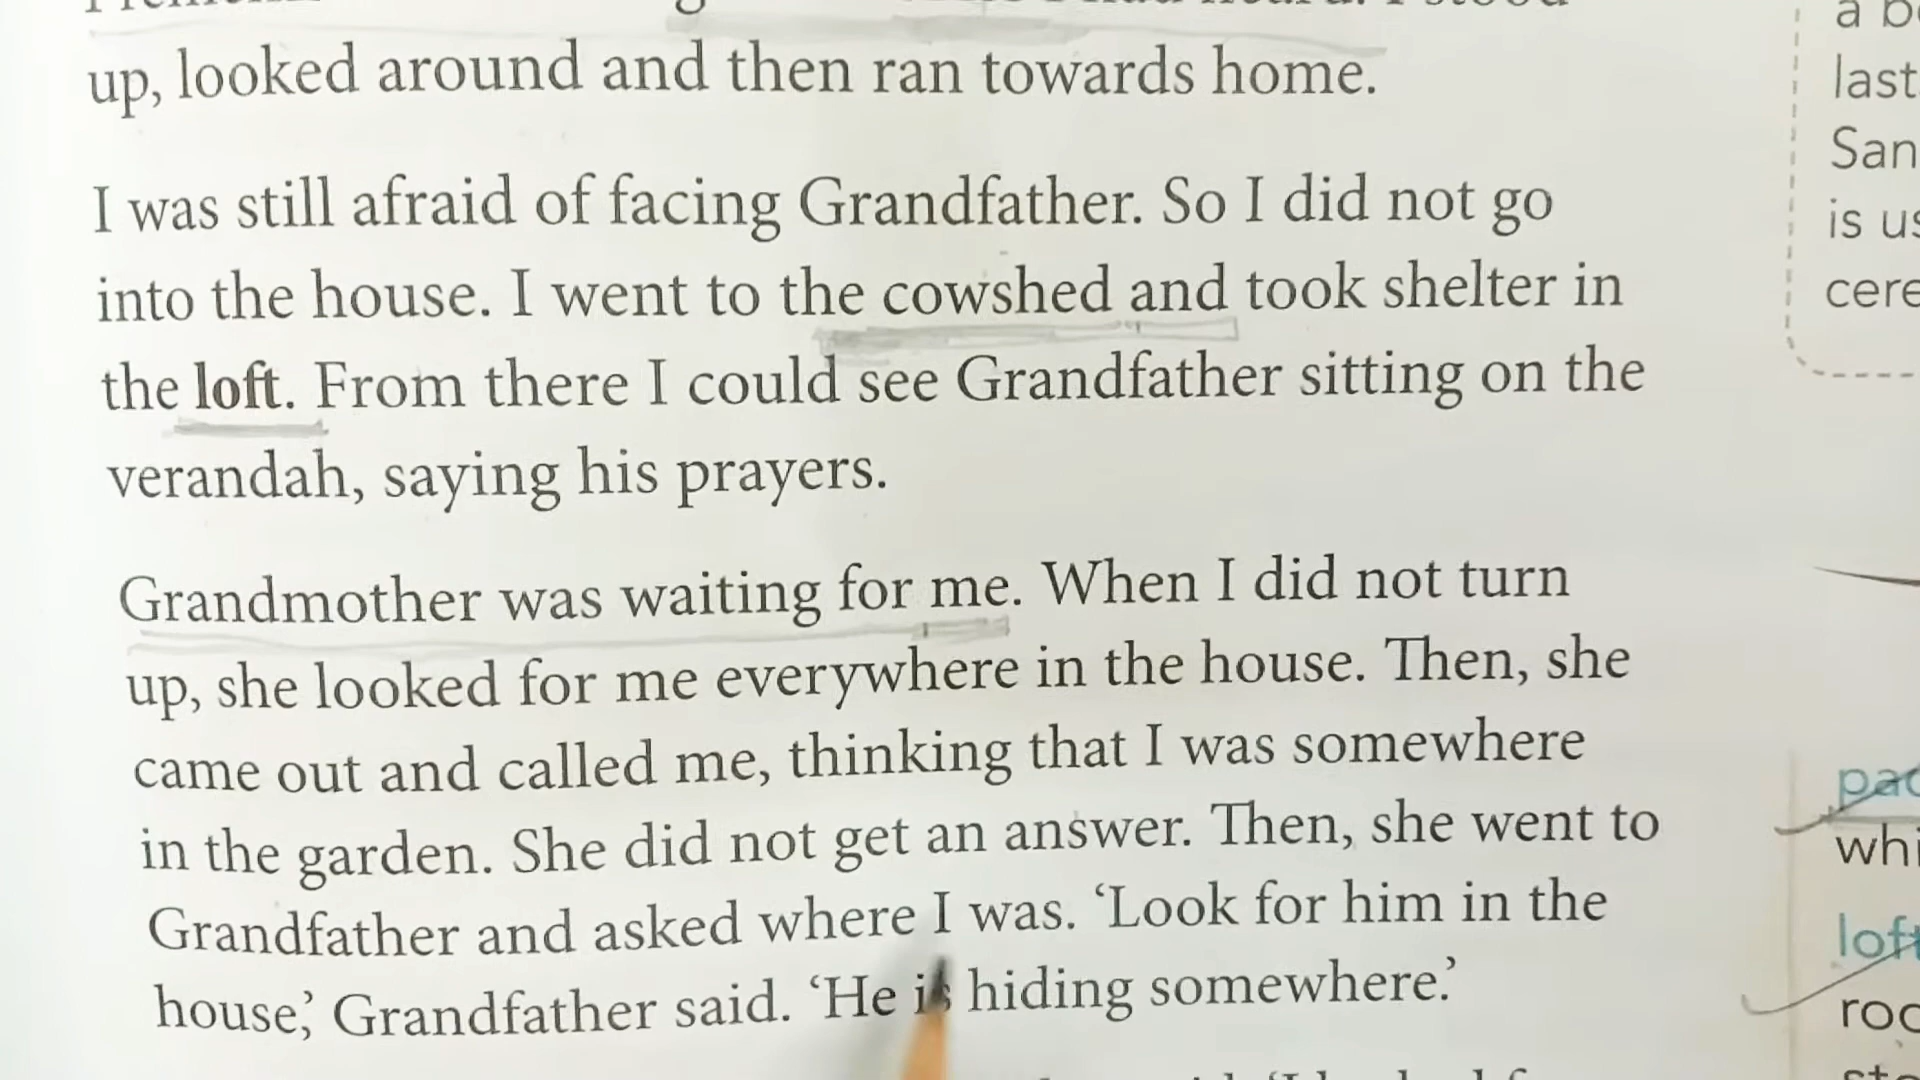 up, looked around and then ran towards home.
I was still afraid of facing Grandfather. So I did not go
into the house. I went to the cowshed and took shelter in
the loft. From there I could see Grandfather sitting on the
verandah, saying his prayers.
Grandmother was waiting for me. When I did not turn
up, she looked for me everywhere in the house. Then, she
came out and called me, thinking that I was somewhere
in the garden. She did not get an answer. Then, she went to
Grandfather and asked where I was. ‘Look for him in the
house,’ Grandfather said. ‘He is hiding somewhere.’
a
last
is